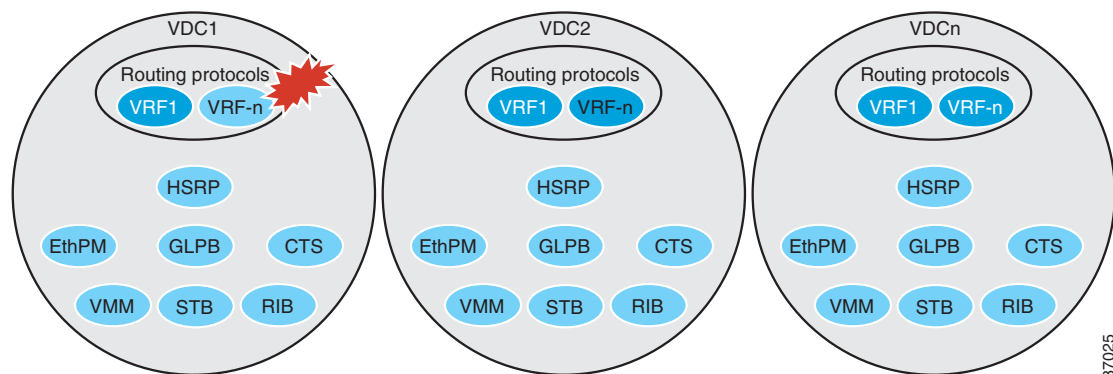 VDC1
Routing protocols
VRF1 VRF-n
HSRP
EthPM GLPB CTS
VMM STB RIB
VDC2
Routing protocols
VRF1 VRF-n
HSRP
EthPM GLPB CTS
VMM STB RIB
VDCn
Routing protocols
VRF1 VRF-n
HSRP
EthPM GLPB CTS
VMM STB RIB